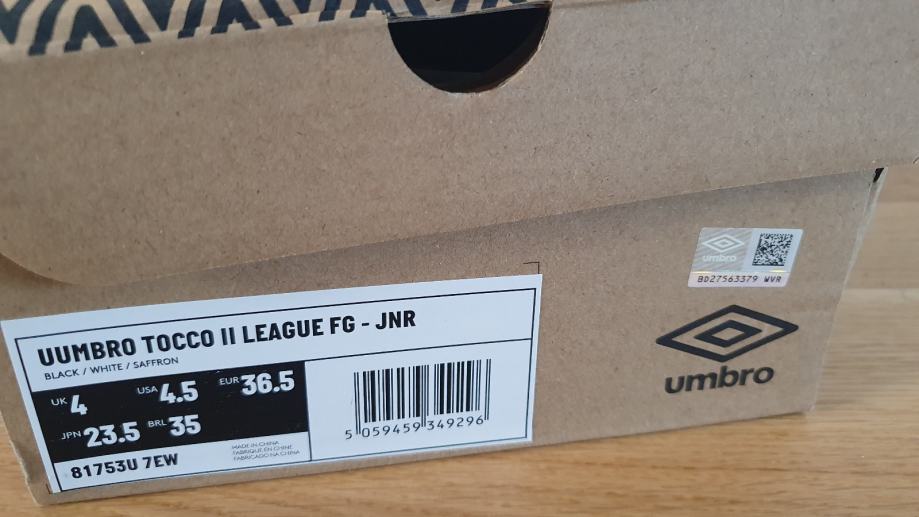 UUMBRO TOCCO II LEAGUE FG - JNR
BLACK / WHITE / SAFFRON
UK 4 USA 4.5 EUR 36.5
JPN 23.5 BRL 35
81753U 7EW
MADE IN CHINA
FABRIQUE EN CHINE
FABRICADO NA CHINA
5 059459 349296
umbro
BD27563379 WVR
umbro